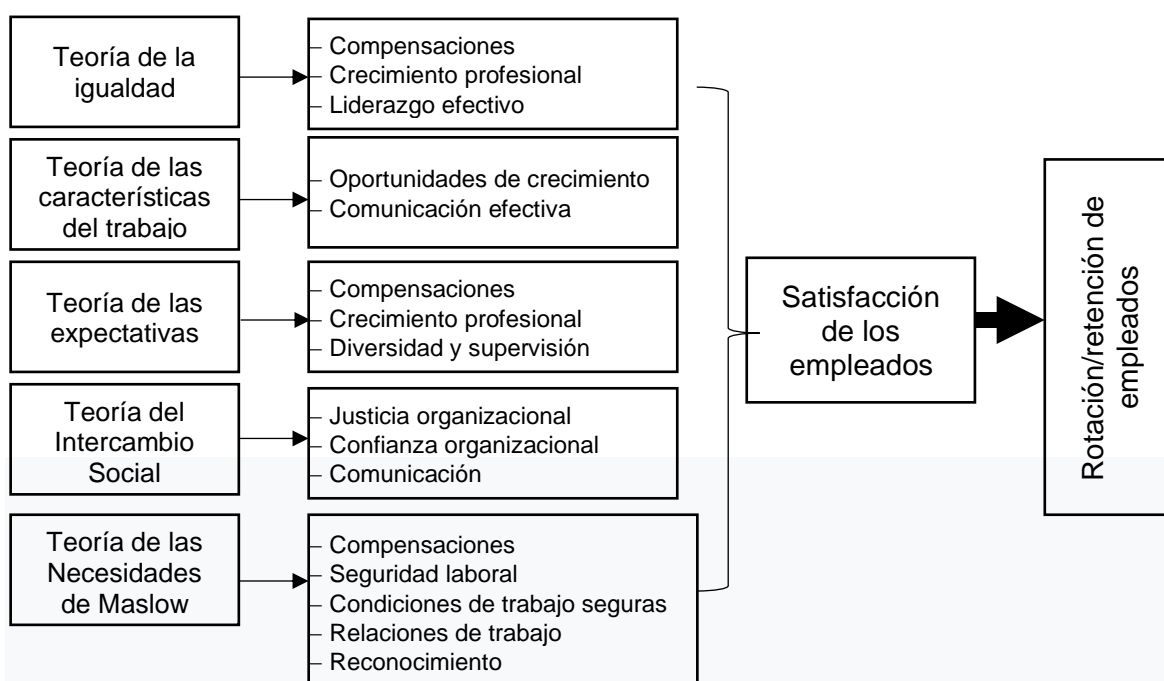 Teoría de la
igualdad
– Compensaciones
– Crecimiento profesional
– Liderazgo efectivo
Teoría de las
características
del trabajo
– Oportunidades de crecimiento
– Comunicación efectiva
Teoría de las
expectativas
– Compensaciones
– Crecimiento profesional
– Diversidad y supervisión
Teoría del
Intercambio
Social
– Justicia organizacional
– Confianza organizacional
– Comunicación
Teoría de las
Necesidades
de Maslow
– Compensaciones
– Seguridad laboral
– Condiciones de trabajo seguras
– Relaciones de trabajo
– Reconocimiento
Satisfacción
de los
empleados
Rotación/retención de
empleados